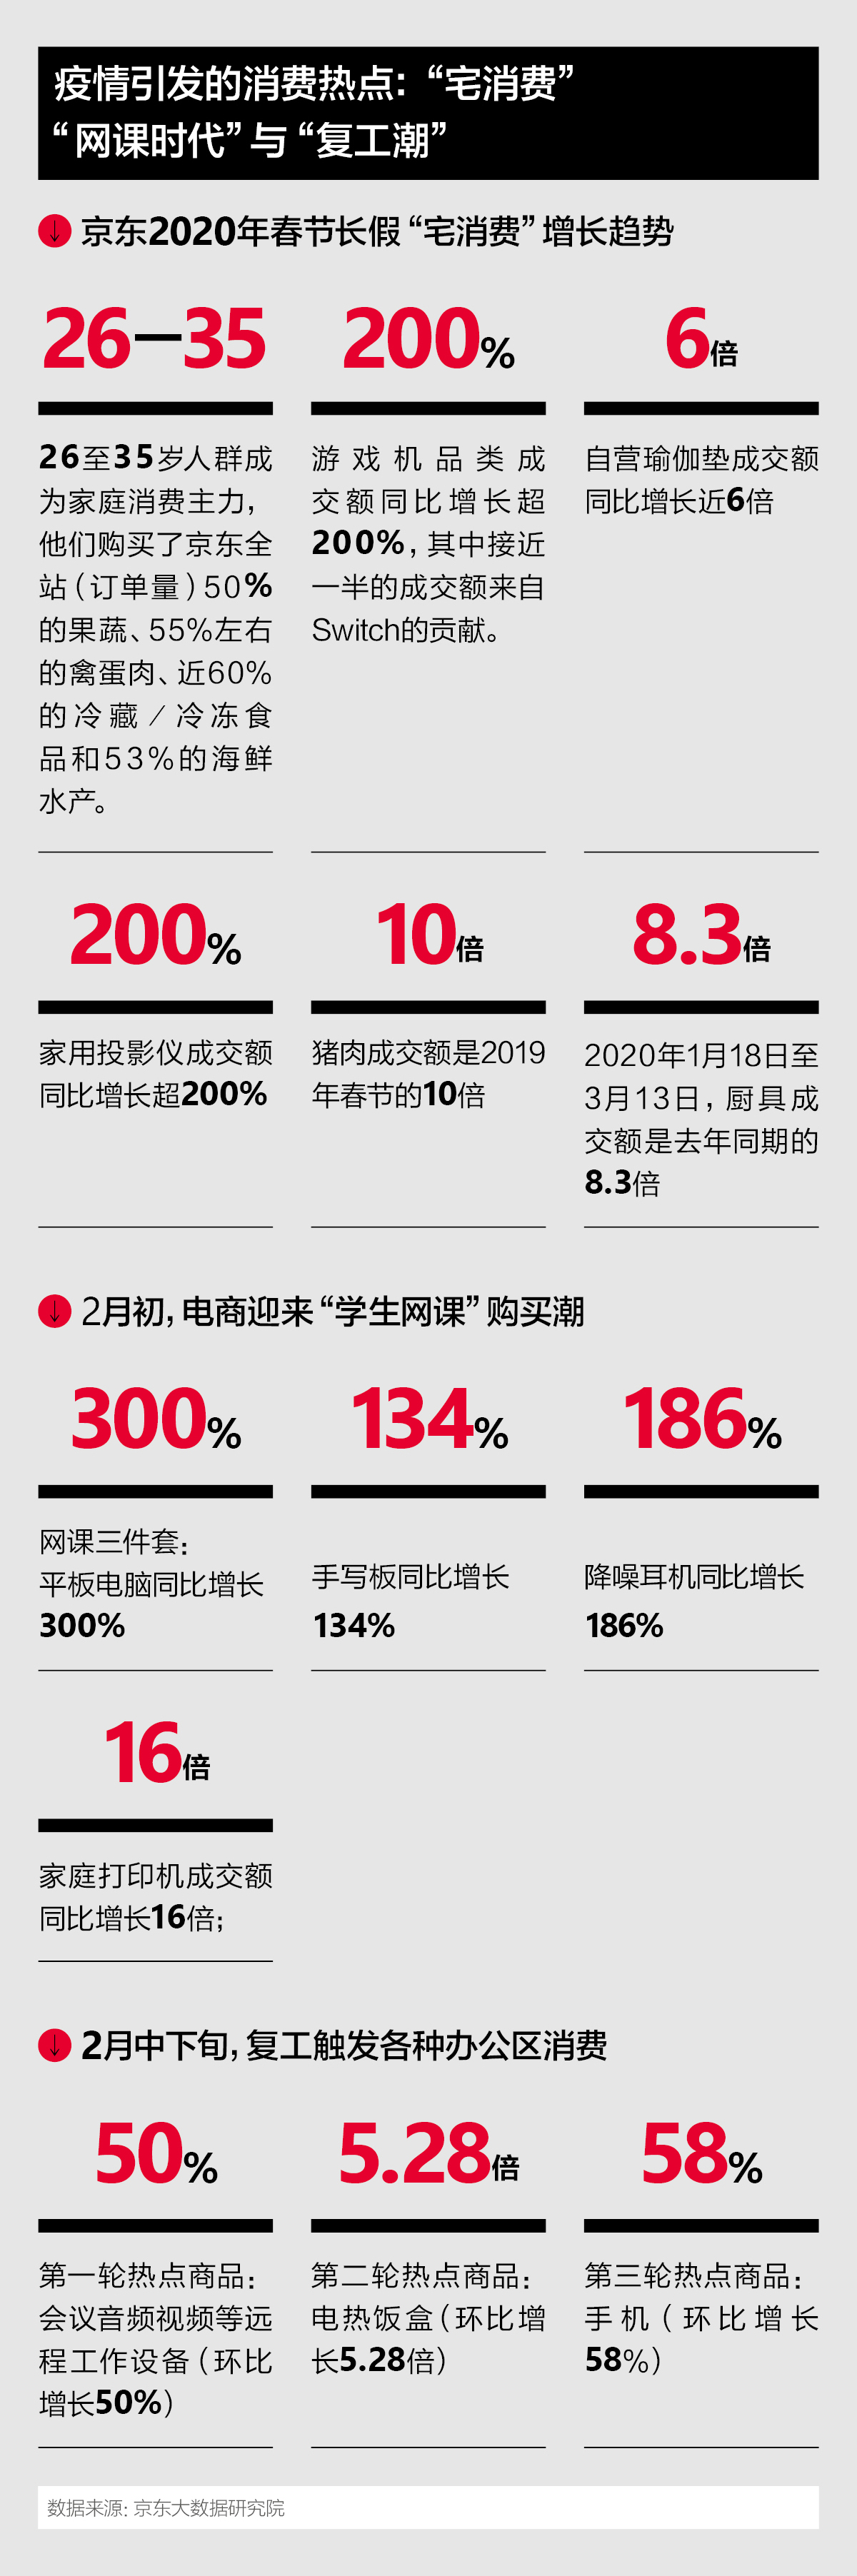 疫情引发的消费热点：“宅消费”
“网课时代”与“复工潮”
↓ 京东2020年春节长假“宅消费”增长趋势
26—35
26至35岁人群成
为家庭消费主力，
他们购买了京东全
站（订单量）50%
的果蔬、55%左右
的禽蛋肉、近60%
的冷藏／冷冻食
品和53%的海鲜
水产。
200%
游戏机品类成
交额同比增长超
200%，其中接近
一半的成交额来自
Switch的贡献。
6倍
自营瑜伽垫成交额
同比增长近6倍
200%
家用投影仪成交额
同比增长超200%
10倍
猪肉成交额是2019
年春节的10倍
8.3倍
2020年1月18日至
3月13日，厨具成
交额是去年同期的
8.3倍
↓ 2月初，电商迎来“学生网课”购买潮
300%
网课三件套：
平板电脑同比增长
300%
134%
手写板同比增长
134%
186%
降噪耳机同比增长
186%
16倍
家庭打印机成交额
同比增长16倍；
↓ 2月中下旬，复工触发各种办公区消费
50%
第一轮热点商品：
会议音频视频等远
程工作设备（环比
增长50%）
5.28倍
第二轮热点商品：
电热饭盒（环比增
长5.28倍）
58%
第三轮热点商品：
手机（环比增长
58%）
数据来源：京东大数据研究院